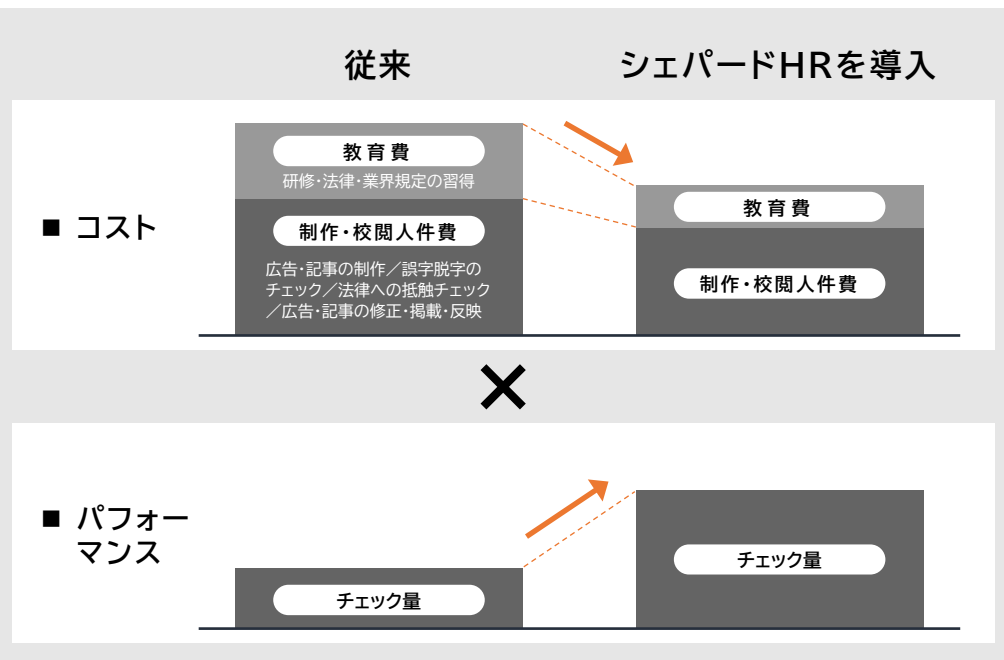 従来
シェパードHRを導入
■ コスト
教育費
研修・法律・業界規定の習得
制作・校閲人件費
広告・記事の制作／誤字脱字の
チェック／法律への抵触チェック
／広告・記事の修正・掲載・反映
教育費
制作・校閲人件費
×
■ パフォー
マンス
チェック量
チェック量